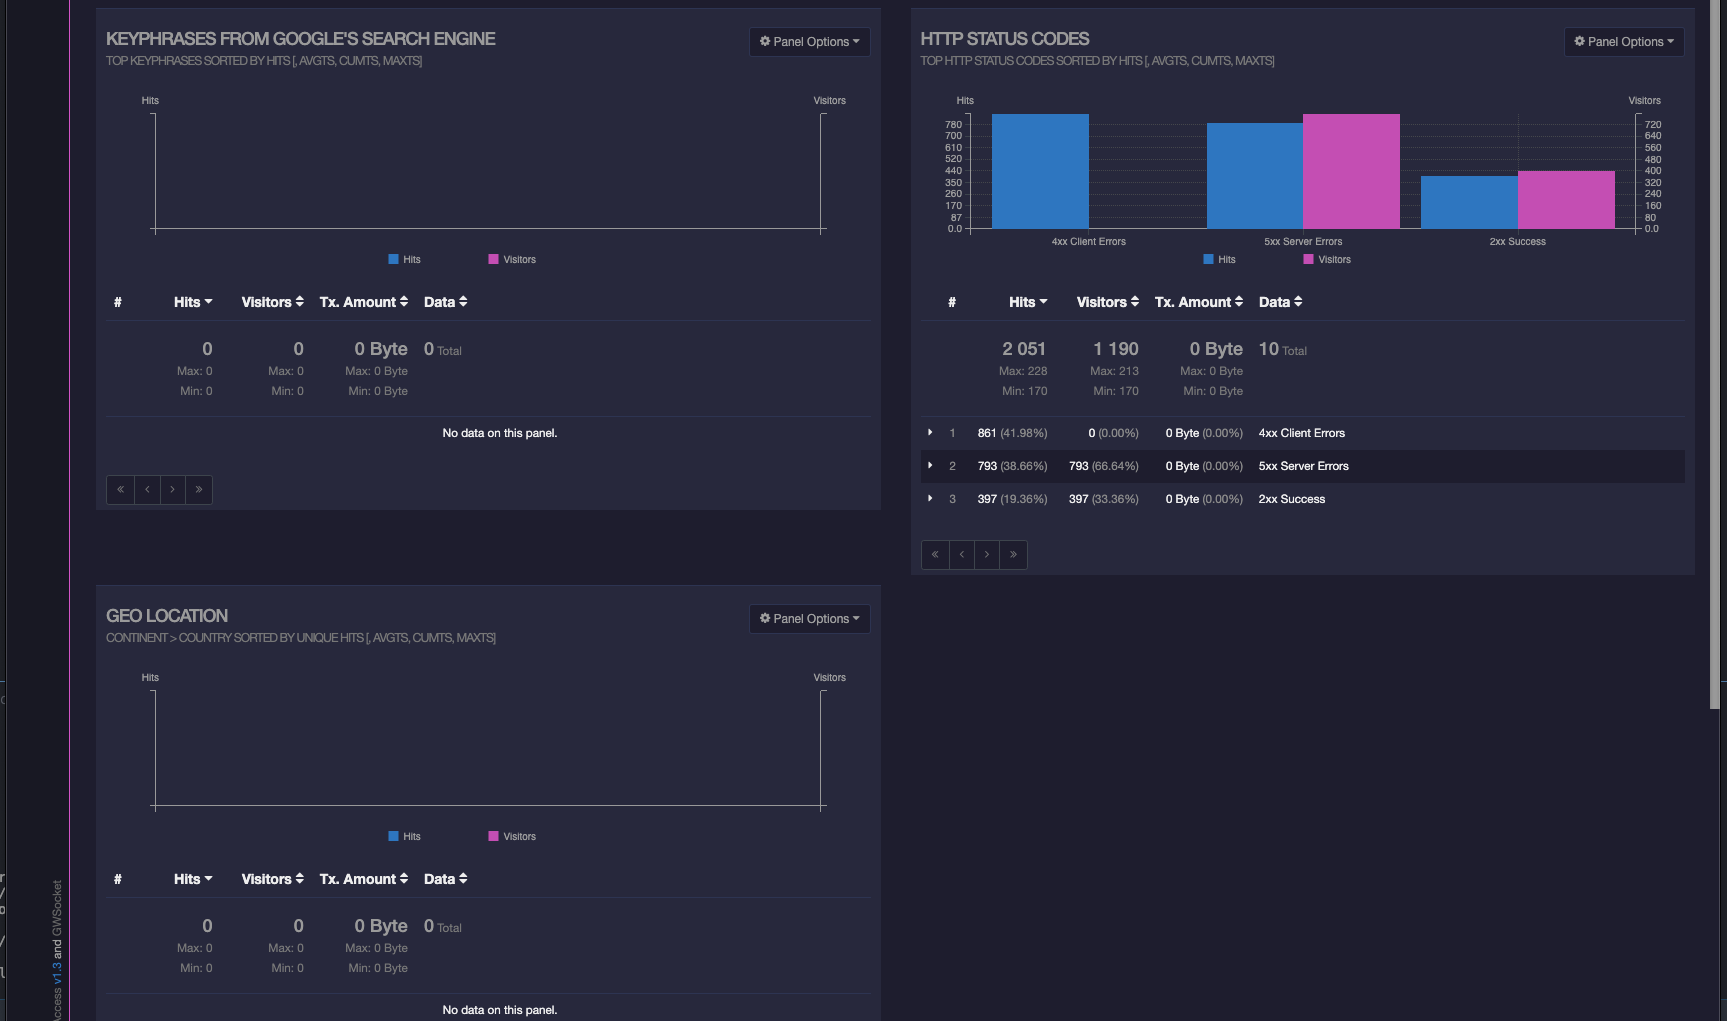 KEYPHRASES FROM GOOGLE'S SEARCH ENGINE
Panel Options
TOP KEYPHRASES SORTED BY HITS [, AVGTS, CUMTS, MAXTS]
Hits Visitors
Hits Visitors
# Hits Visitors Tx. Amount Data
0 0 0 Byte 0 Total
Max: 0 Max: 0 Max: 0 Byte
Min: 0 Min: 0 Min: 0 Byte
No data on this panel.
« ‹ › »
HTTP STATUS CODES
Panel Options
TOP HTTP STATUS CODES SORTED BY HITS [, AVGTS, CUMTS, MAXTS]
Hits Visitors
780 720
700 640
610 560
520 480
440 400
350 320
260 240
170 160
87 80
0.0 0.0
4xx Client Errors 5xx Server Errors 2xx Success
Hits Visitors
# Hits Visitors Tx. Amount Data
2 051 1 190 0 Byte 10 Total
Max: 228 Max: 213 Max: 0 Byte
Min: 170 Min: 170 Min: 0 Byte
1 861 (41.98%) 0 (0.00%) 0 Byte (0.00%) 4xx Client Errors
2 793 (38.66%) 793 (66.64%) 0 Byte (0.00%) 5xx Server Errors
3 397 (19.36%) 397 (33.36%) 0 Byte (0.00%) 2xx Success
« ‹ › »
GEO LOCATION
Panel Options
CONTINENT > COUNTRY SORTED BY UNIQUE HITS [, AVGTS, CUMTS, MAXTS]
Hits Visitors
Hits Visitors
# Hits Visitors Tx. Amount Data
0 0 0 Byte 0 Total
Max: 0 Max: 0 Max: 0 Byte
Min: 0 Min: 0 Min: 0 Byte
No data on this panel.
Access v1.3 and GWSocket